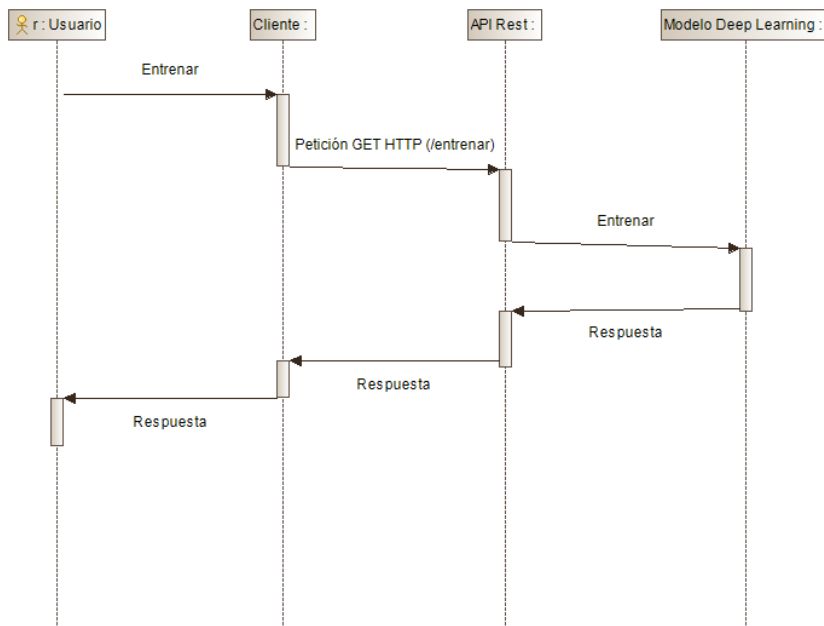 r : Usuario
Cliente :
API Rest :
Modelo Deep Learning :
Entrenar
Petición GET HTTP (/entrenar)
Entrenar
Respuesta
Respuesta
Respuesta